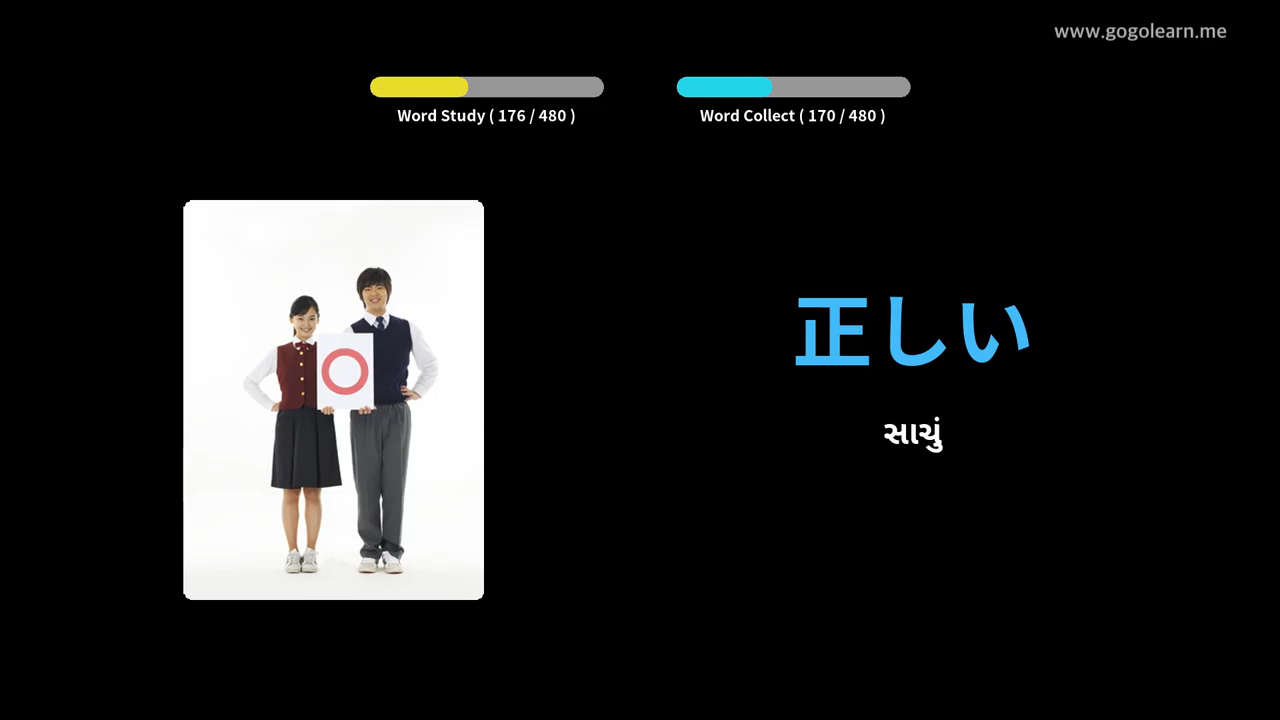 www.gogolearn.me
Word Study ( 176 / 480 )
Word Collect ( 170 / 480 )
正しい
સાચું